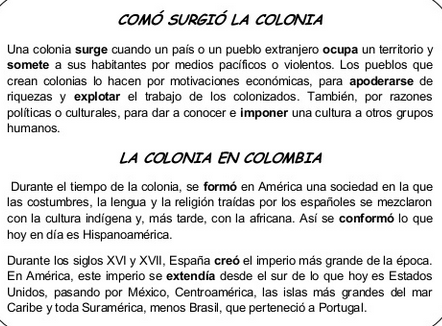 COMÓ SURGIÓ LA COLONIA
Una colonia surge cuando un país o un pueblo extranjero ocupa un territorio y
somete a sus habitantes por medios pacíficos o violentos. Los pueblos que
crean colonias lo hacen por motivaciones económicas, para apoderarse de
riquezas y explotar el trabajo de los colonizados. También, por razones
políticas o culturales, para dar a conocer e imponer una cultura a otros grupos
humanos.
LA COLONIA EN COLOMBIA
Durante el tiempo de la colonia, se formó en América una sociedad en la que
las costumbres, la lengua y la religión traídas por los españoles se mezclaron
con la cultura indígena y, más tarde, con la africana. Así se conformó lo que
hoy en día es Hispanoamérica.
Durante los siglos XVI y XVII, España creó el imperio más grande de la época.
En América, este imperio se extendía desde el sur de lo que hoy es Estados
Unidos, pasando por México, Centroamérica, las islas más grandes del mar
Caribe y toda Suramérica, menos Brasil, que perteneció a Portugal.